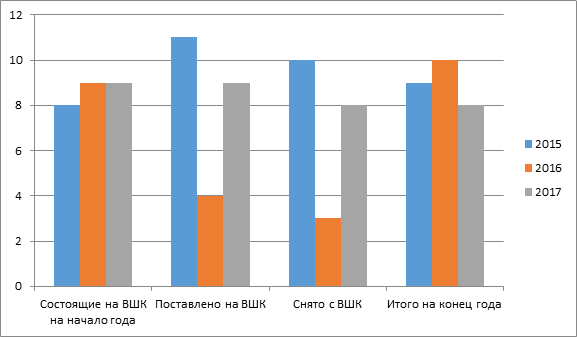 12
10
8
6
4
2
0
Состоящие на ВШК
на начало года
Поставлено на ВШК
Снято с ВШК
Итого на конец года
2015
2016
2017